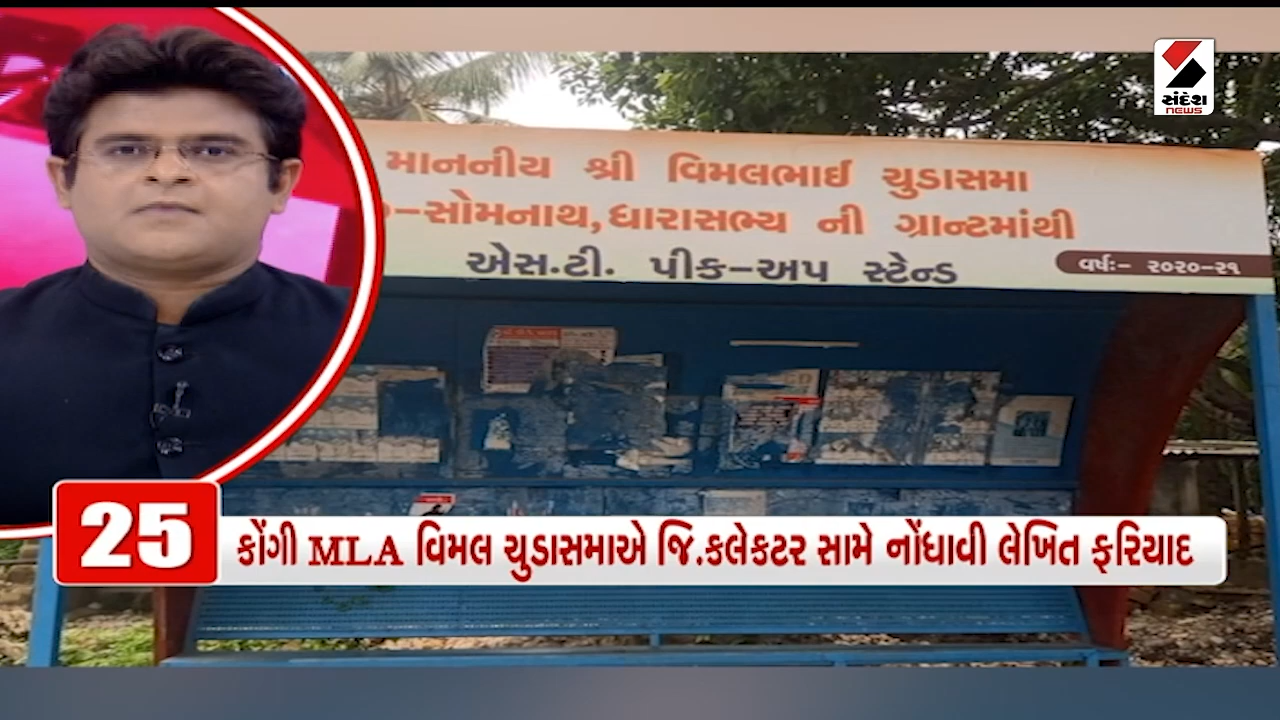 સંદેશ
NEWS
માનનીય શ્રી વિમલભાઈ ચુડાસમા
-સોમનાથ, ધારાસભ્ય ની ગ્રાન્ટમાંથી
એસ.ટી. પીક-અપ સ્ટેન્ડ
વર્ષઃ- ૨૦૨૦-૨૧
25
કોંગી MLA વિમલ ચુડાસમાએ જિ.કલેકટર સામે નોંધાવી લેખિત ફરિયાદ